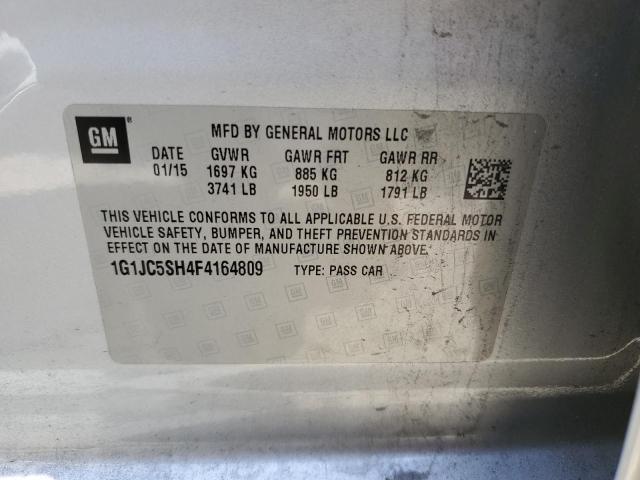 GM ®
MFD BY GENERAL MOTORS LLC
DATE GVWR GAWR FRT GAWR RR
01/15 1697 KG 885 KG 812 KG
3741 LB 1950 LB 1791 LB
THIS VEHICLE CONFORMS TO ALL APPLICABLE U.S. FEDERAL MOTOR
VEHICLE SAFETY, BUMPER, AND THEFT PREVENTION STANDARDS IN
EFFECT ON THE DATE OF MANUFACTURE SHOWN ABOVE.
1G1JC5SH4F4164809 TYPE: PASS CAR